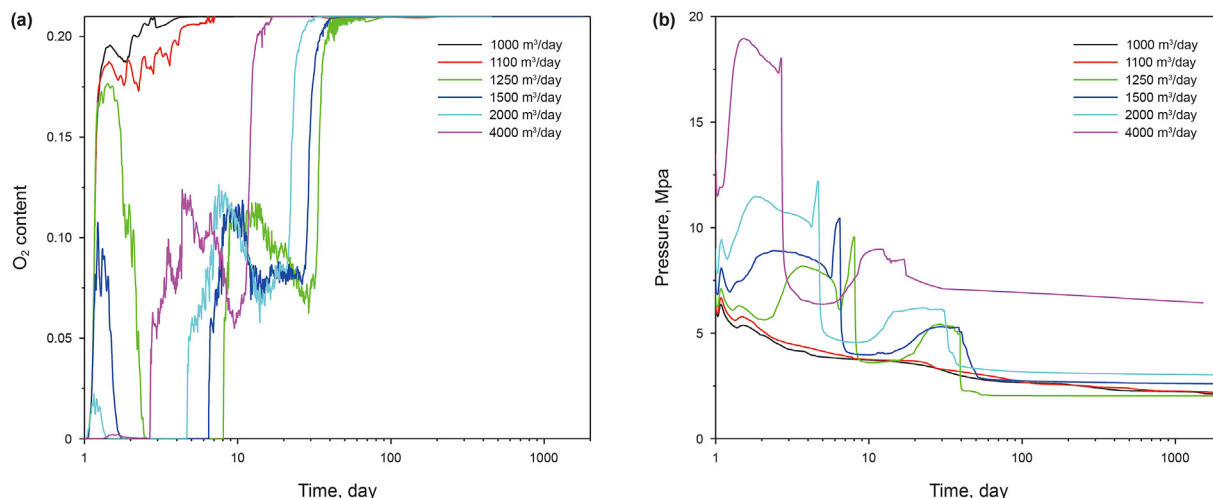 (a)
0.20
0.15
0.10
0.05
0
O₂ content
1000 m³/day
1100 m³/day
1250 m³/day
1500 m³/day
2000 m³/day
4000 m³/day
1
10
100
1000
Time, day
(b)
20
15
10
5
0
Pressure, Mpa
1000 m³/day
1100 m³/day
1250 m³/day
1500 m³/day
2000 m³/day
4000 m³/day
1
10
100
1000
Time, day